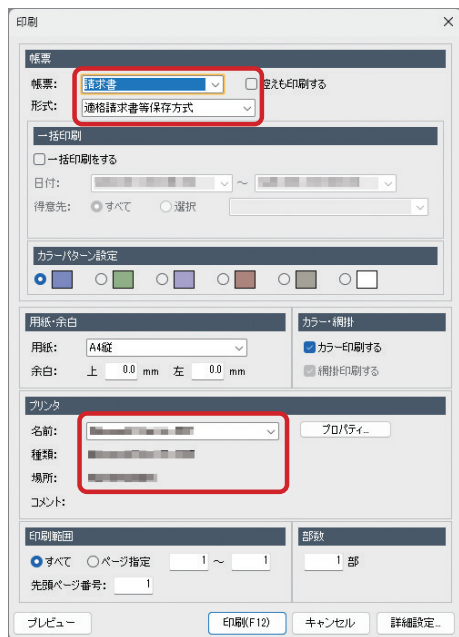 印刷
帳票
帳票: 請求書 控えも印刷する
形式: 適格請求書等保存方式
一括印刷
一括印刷をする
日付: ~
得意先: すべて 選択
カラーパターン設定
用紙・余白 カラー・網掛
用紙: A4縦 カラー印刷する
余白: 上 0.0 mm 左 0.0 mm 網掛印刷する
プリンタ
名前: プロパティ...
種類:
場所:
コメント:
印刷範囲 部数
すべて ページ指定 1 ~ 1 1 部
先頭ページ番号: 1
プレビュー 印刷(F12) キャンセル 詳細設定...